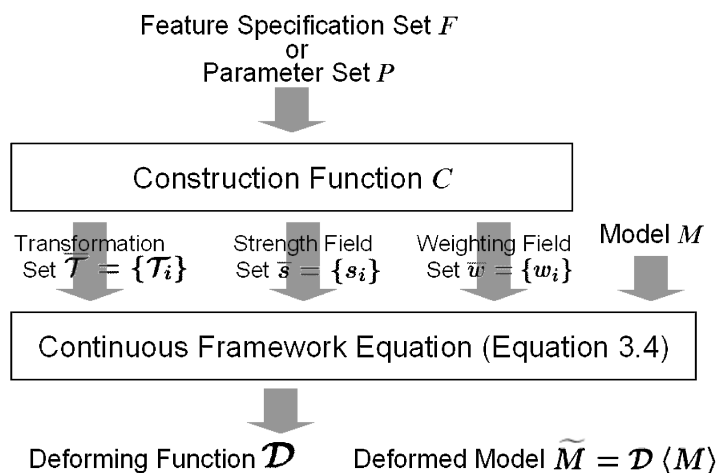 Feature Specification Set F
or
Parameter Set P
Construction Function C
Transformation Set 𝒯̅ = {𝒯ᵢ}
Strength Field Set s̅ = {sᵢ}
Weighting Field Set w̅ = {wᵢ}
Model M
Continuous Framework Equation (Equation 3.4)
Deforming Function 𝒟
Deformed Model M̃ = 𝒟 ⟨M⟩